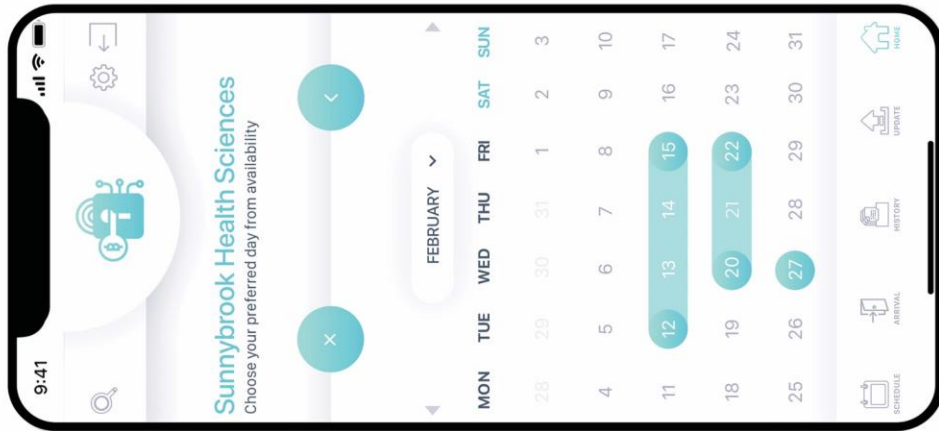 9:41
Sunnybrook Health Sciences
Choose your preferred day from availability
FEBRUARY
MON TUE WED THU FRI SAT SUN
28 29 30 31 1 2 3
4 5 6 7 8 9 10
11 12 13 14 15 16 17
18 19 20 21 22 23 24
25 26 27 28 29 30 31
SCHEDULE ARRIVAL HISTORY UPDATE HOME